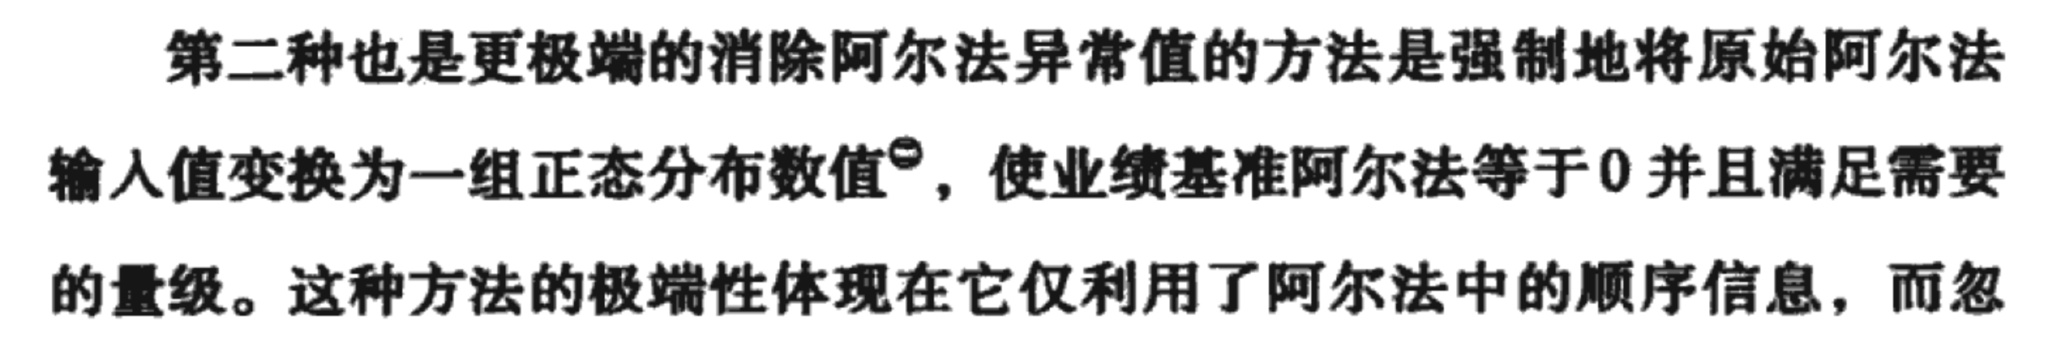 第二种也是更极端的消除阿尔法异常值的方法是强制地将原始阿尔法
输入值变换为一组正态分布数值㊀，使业绩基准阿尔法等于0并且满足需要
的量级。这种方法的极端性体现在它仅利用了阿尔法中的顺序信息，而忽